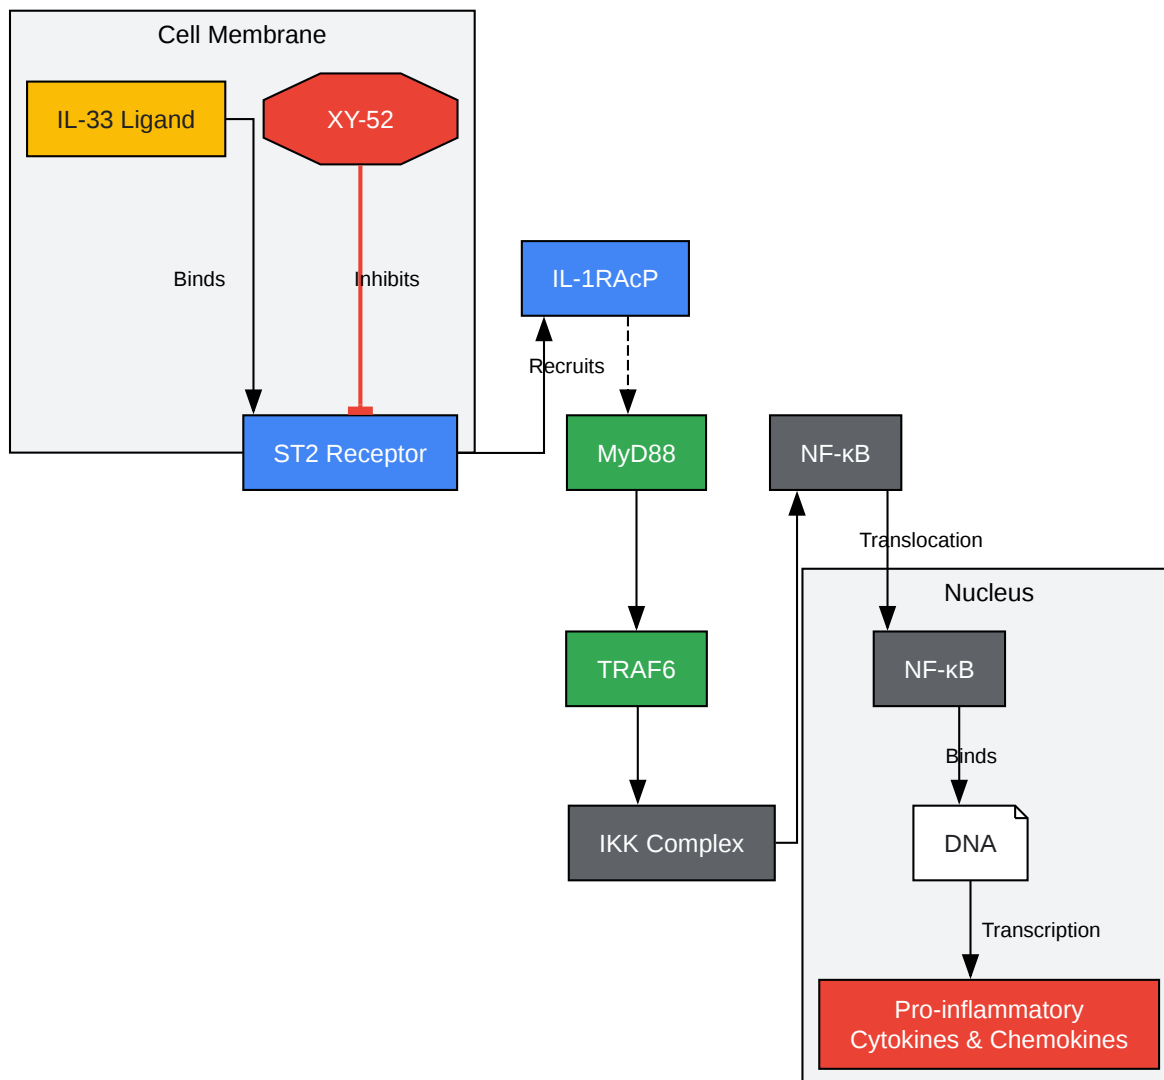 Cell Membrane
IL-33 Ligand
XY-52
Binds
Inhibits
IL-1RAcP
Recruits
ST2 Receptor
MyD88
NF-κB
Translocation
Nucleus
TRAF6
NF-κB
Binds
IKK Complex
DNA
Transcription
Pro-inflammatory
Cytokines & Chemokines